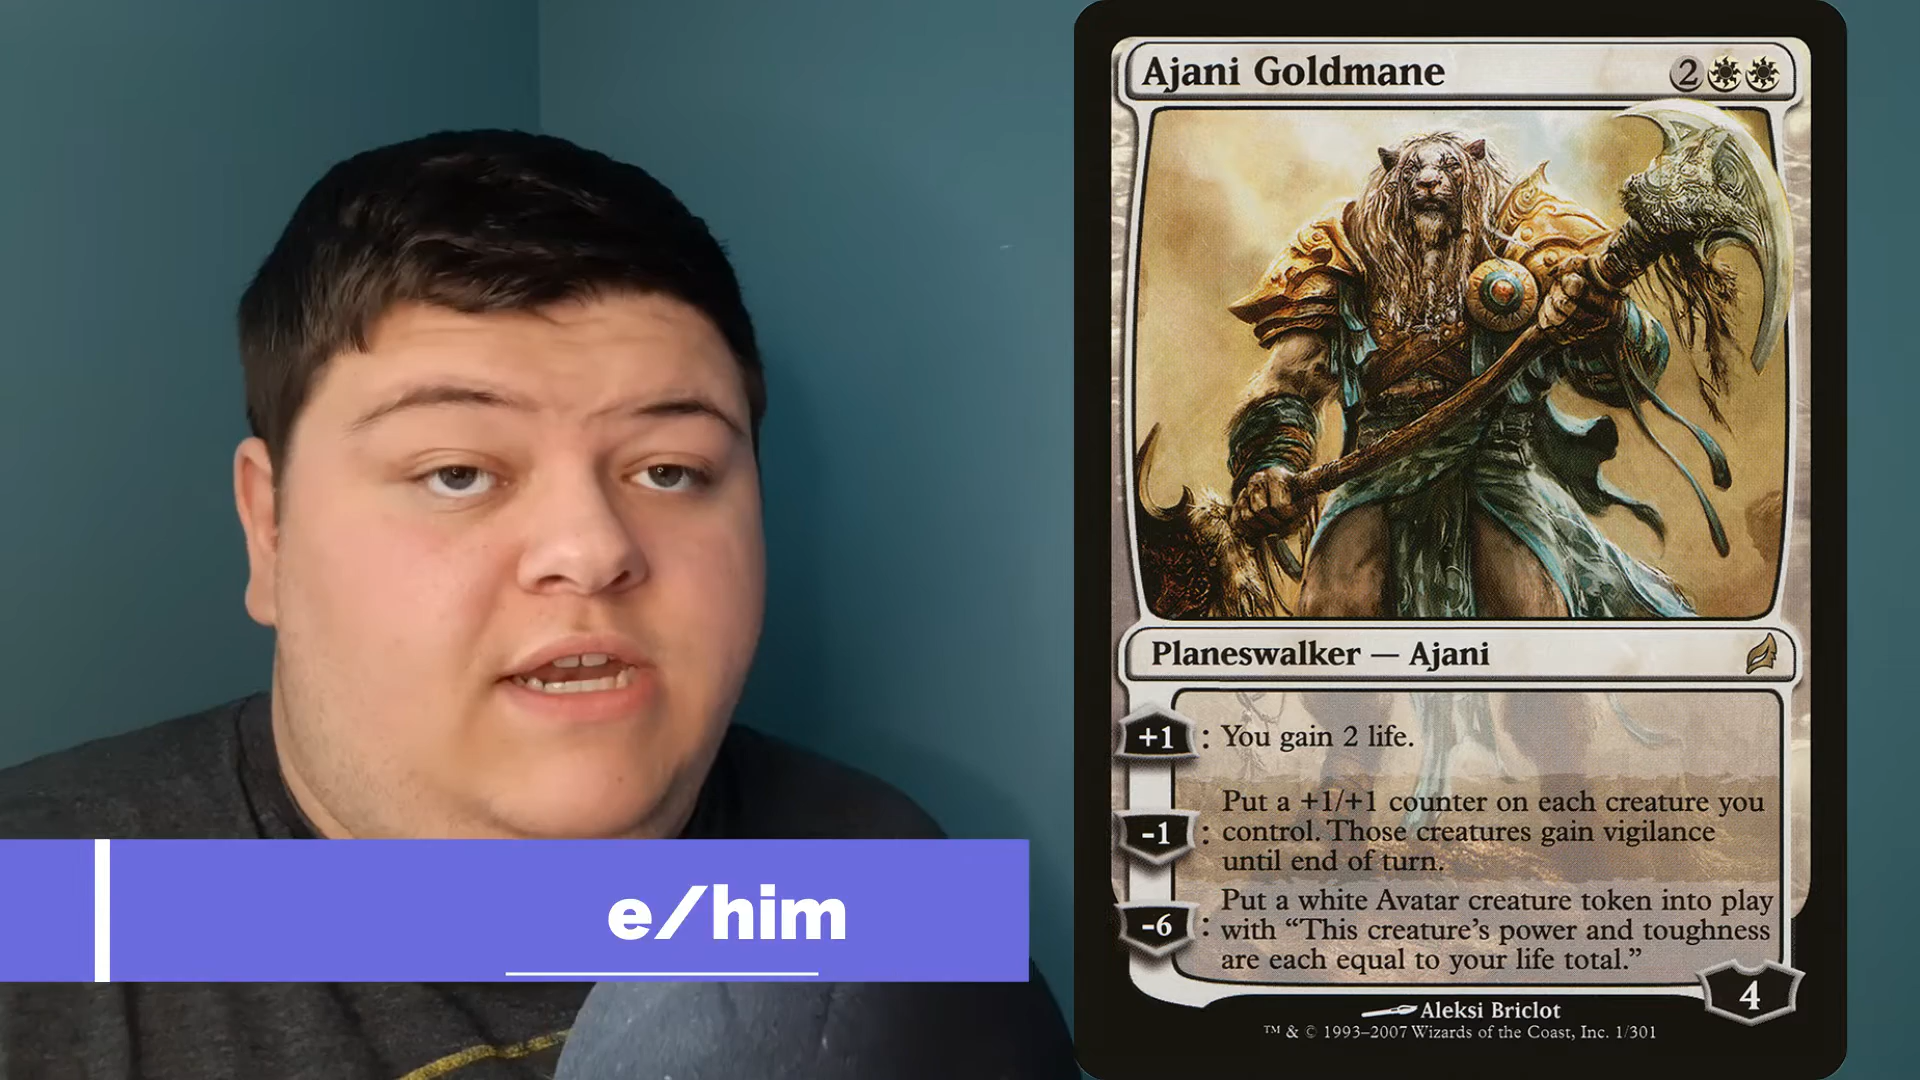 Ajani Goldmane 2
Planeswalker — Ajani
+1 : You gain 2 life.
Put a +1/+1 counter on each creature you
-1 : control. Those creatures gain vigilance
until end of turn.
Put a white Avatar creature token into play
-6 : with “This creature's power and toughness
are each equal to your life total.”
4
Aleksi Briclot
™ & © 1993–2007 Wizards of the Coast, Inc. 1/301
e/him